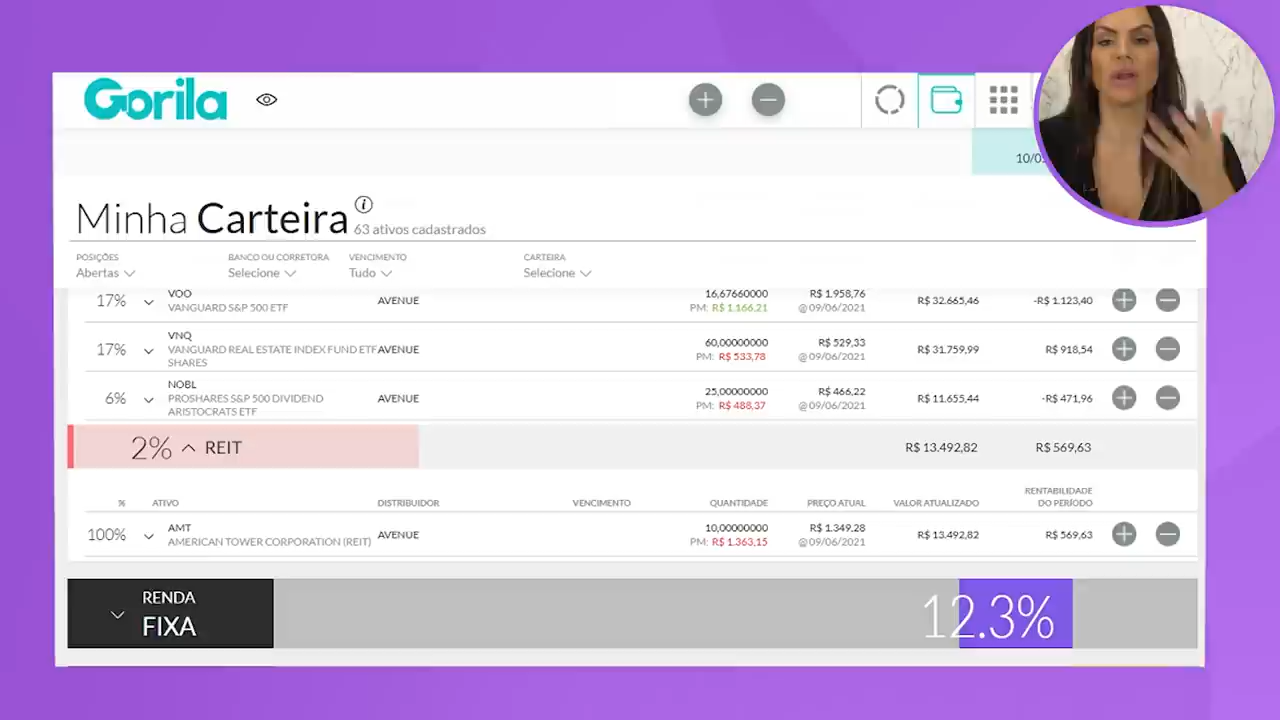 Gorila
10/0
Minha Carteira
63 ativos cadastrados
POSIÇÕES BANCO OU CORRETORA VENCIMENTO CARTEIRA
Abertas Selecione Tudo Selecione
17% VOO AVENUE 16,67660000 R$ 1.958,76 R$ 32.665,46 -R$ 1.123,40
VANGUARD S&P 500 ETF PM: R$ 1.166,21 @09/06/2021
17% VNQ AVENUE 60,00000000 R$ 529,33 R$ 31.759,99 R$ 918,54
VANGUARD REAL ESTATE INDEX FUND ETF PM: R$ 533,78 @09/06/2021
SHARES
6% NOBL AVENUE 25,00000000 R$ 466,22 R$ 11.655,44 -R$ 471,96
PROSHARES S&P 500 DIVIDEND PM: R$ 488,37 @09/06/2021
ARISTOCRATS ETF
2% REIT R$ 13.492,82 R$ 569,63
% ATIVO DISTRIBUIDOR VENCIMENTO QUANTIDADE PREÇO ATUAL VALOR ATUALIZADO RENTABILIDADE
DO PERÍODO
100% AMT AVENUE 10,00000000 R$ 1.349,28 R$ 13.492,82 R$ 569,63
AMERICAN TOWER CORPORATION (REIT) PM: R$ 1.363,15 @09/06/2021
RENDA
FIXA
12.3%